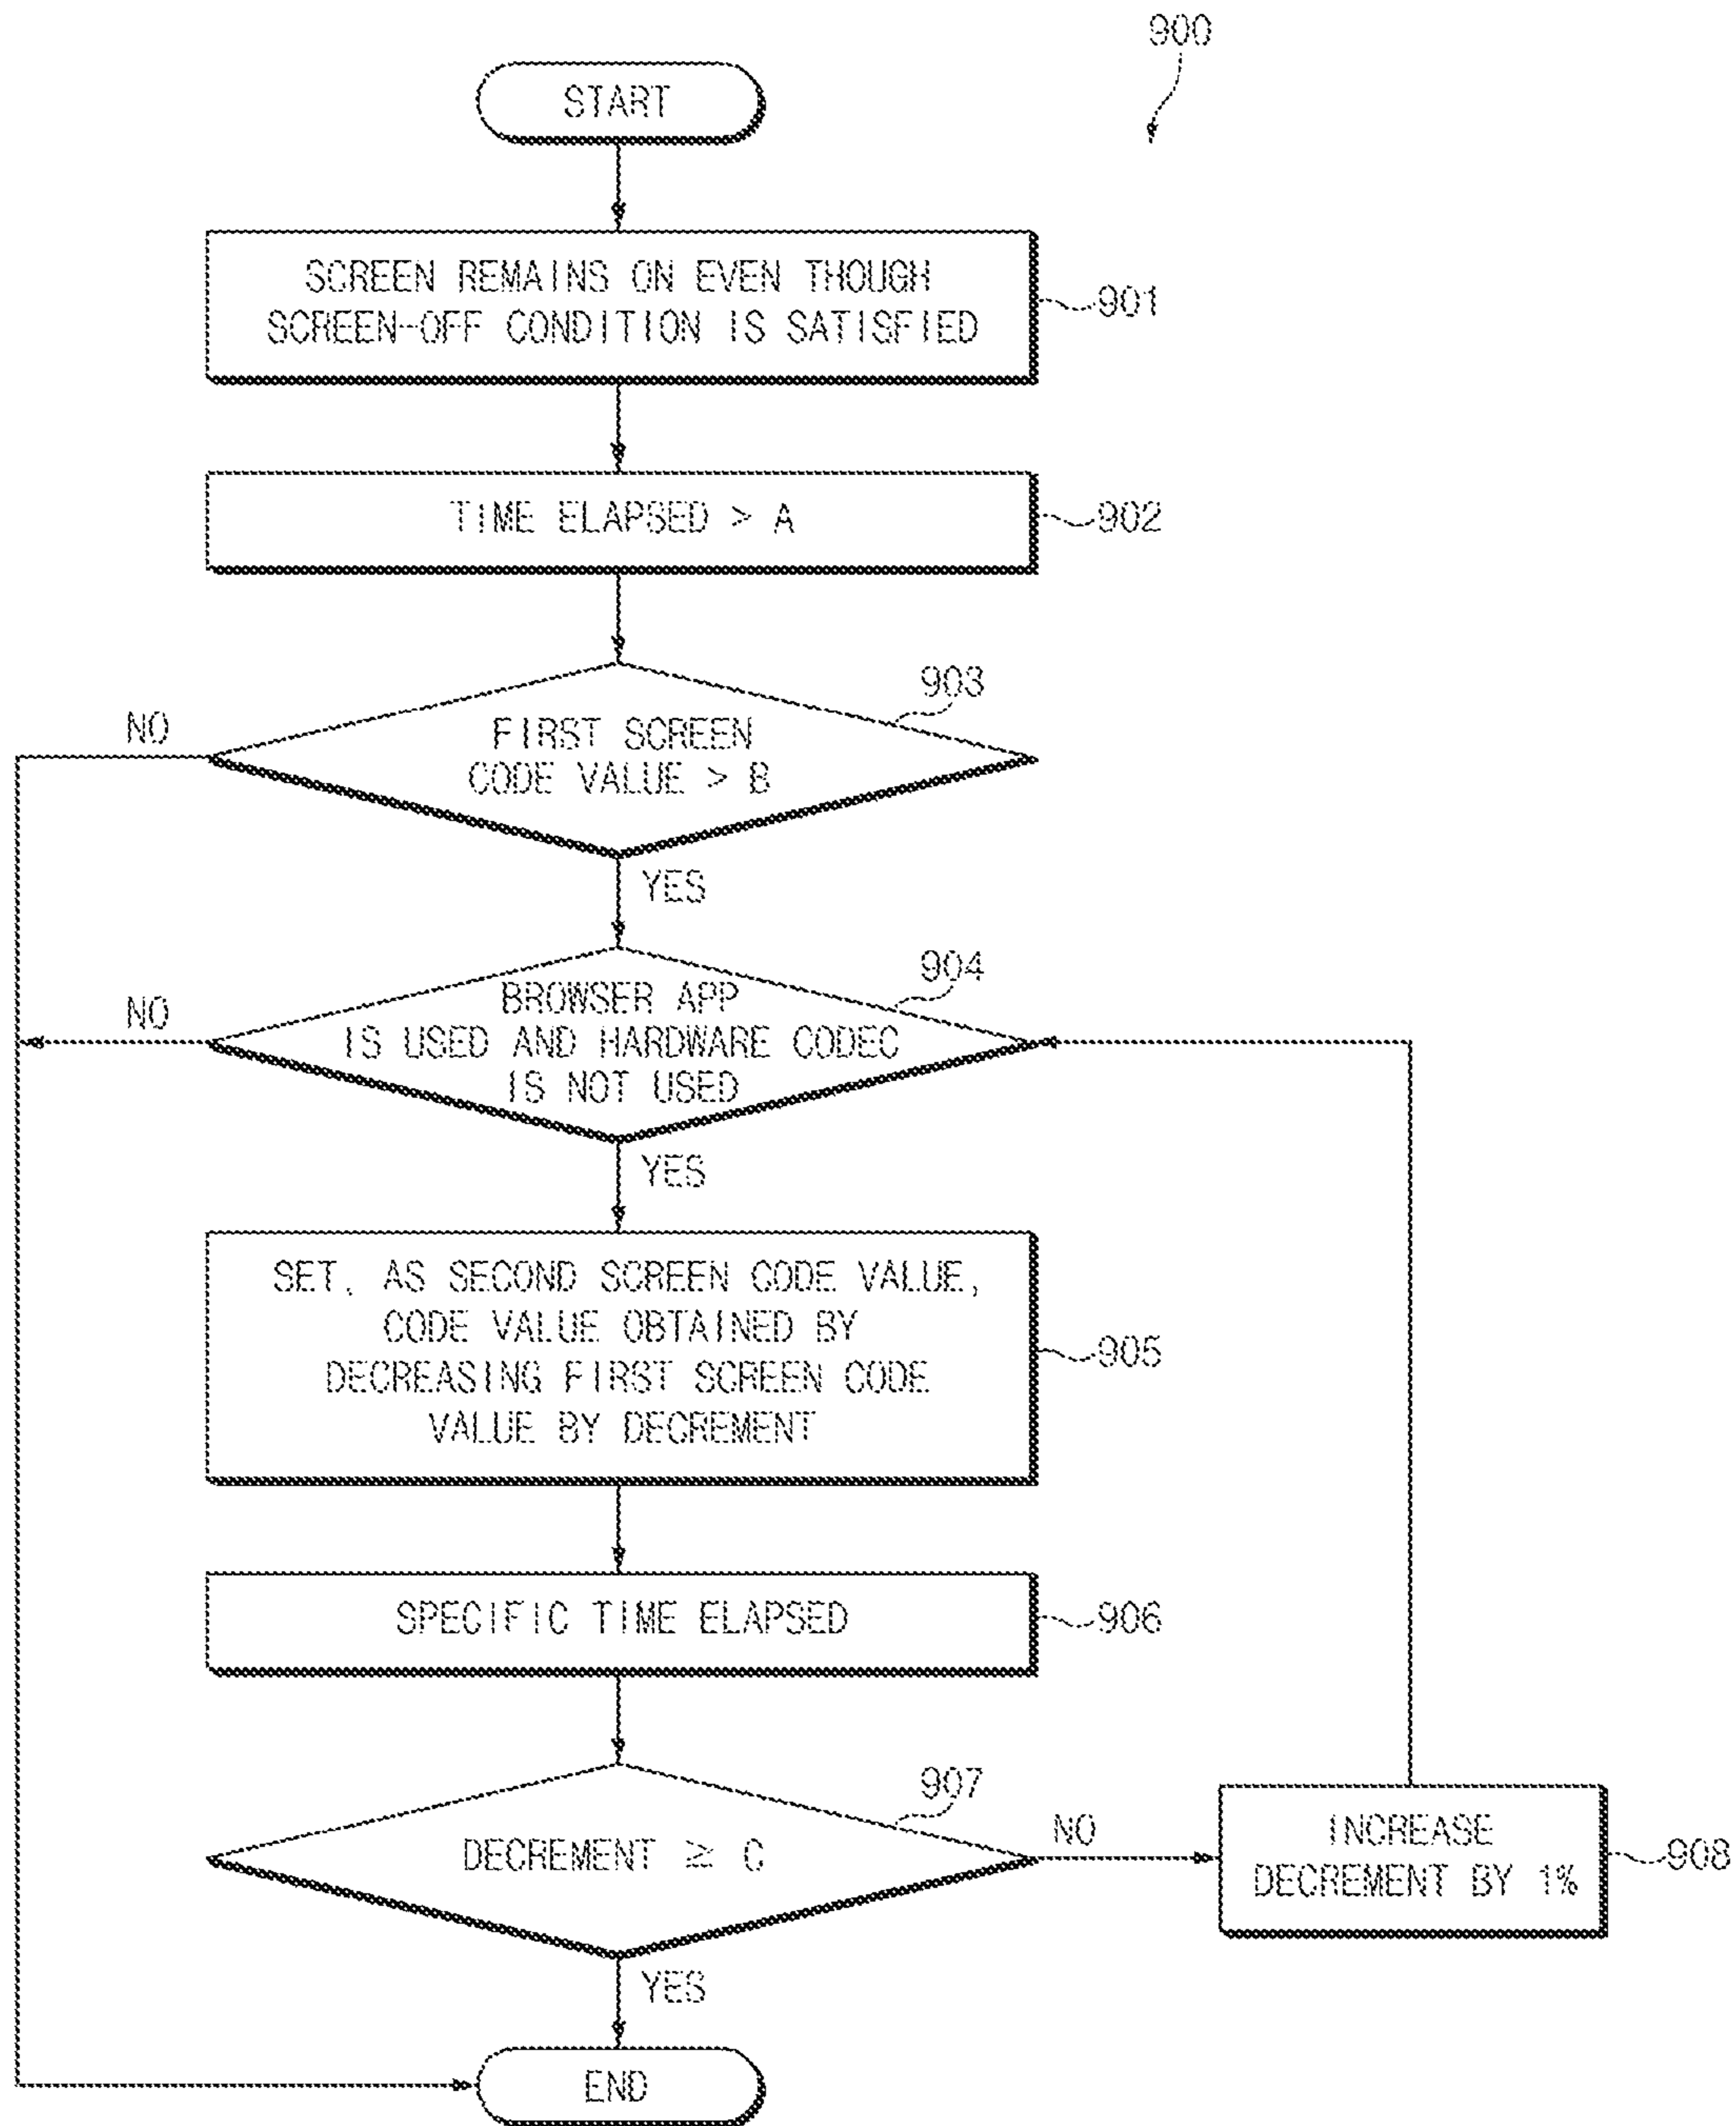 900
START
SCREEN REMAINS ON EVEN THOUGH
SCREEN-OFF CONDITION IS SATISFIED
901
TIME ELAPSED > A
902
903
NO
FIRST SCREEN
CODE VALUE > B
YES
904
NO
BROWSER APP
IS USED AND HARDWARE CODEC
IS NOT USED
YES
SET, AS SECOND SCREEN CODE VALUE,
CODE VALUE OBTAINED BY
DECREASING FIRST SCREEN CODE
VALUE BY DECREMENT
905
SPECIFIC TIME ELAPSED
906
907
DECREMENT ≥ C
NO
INCREASE
DECREMENT BY 1%
908
YES
END